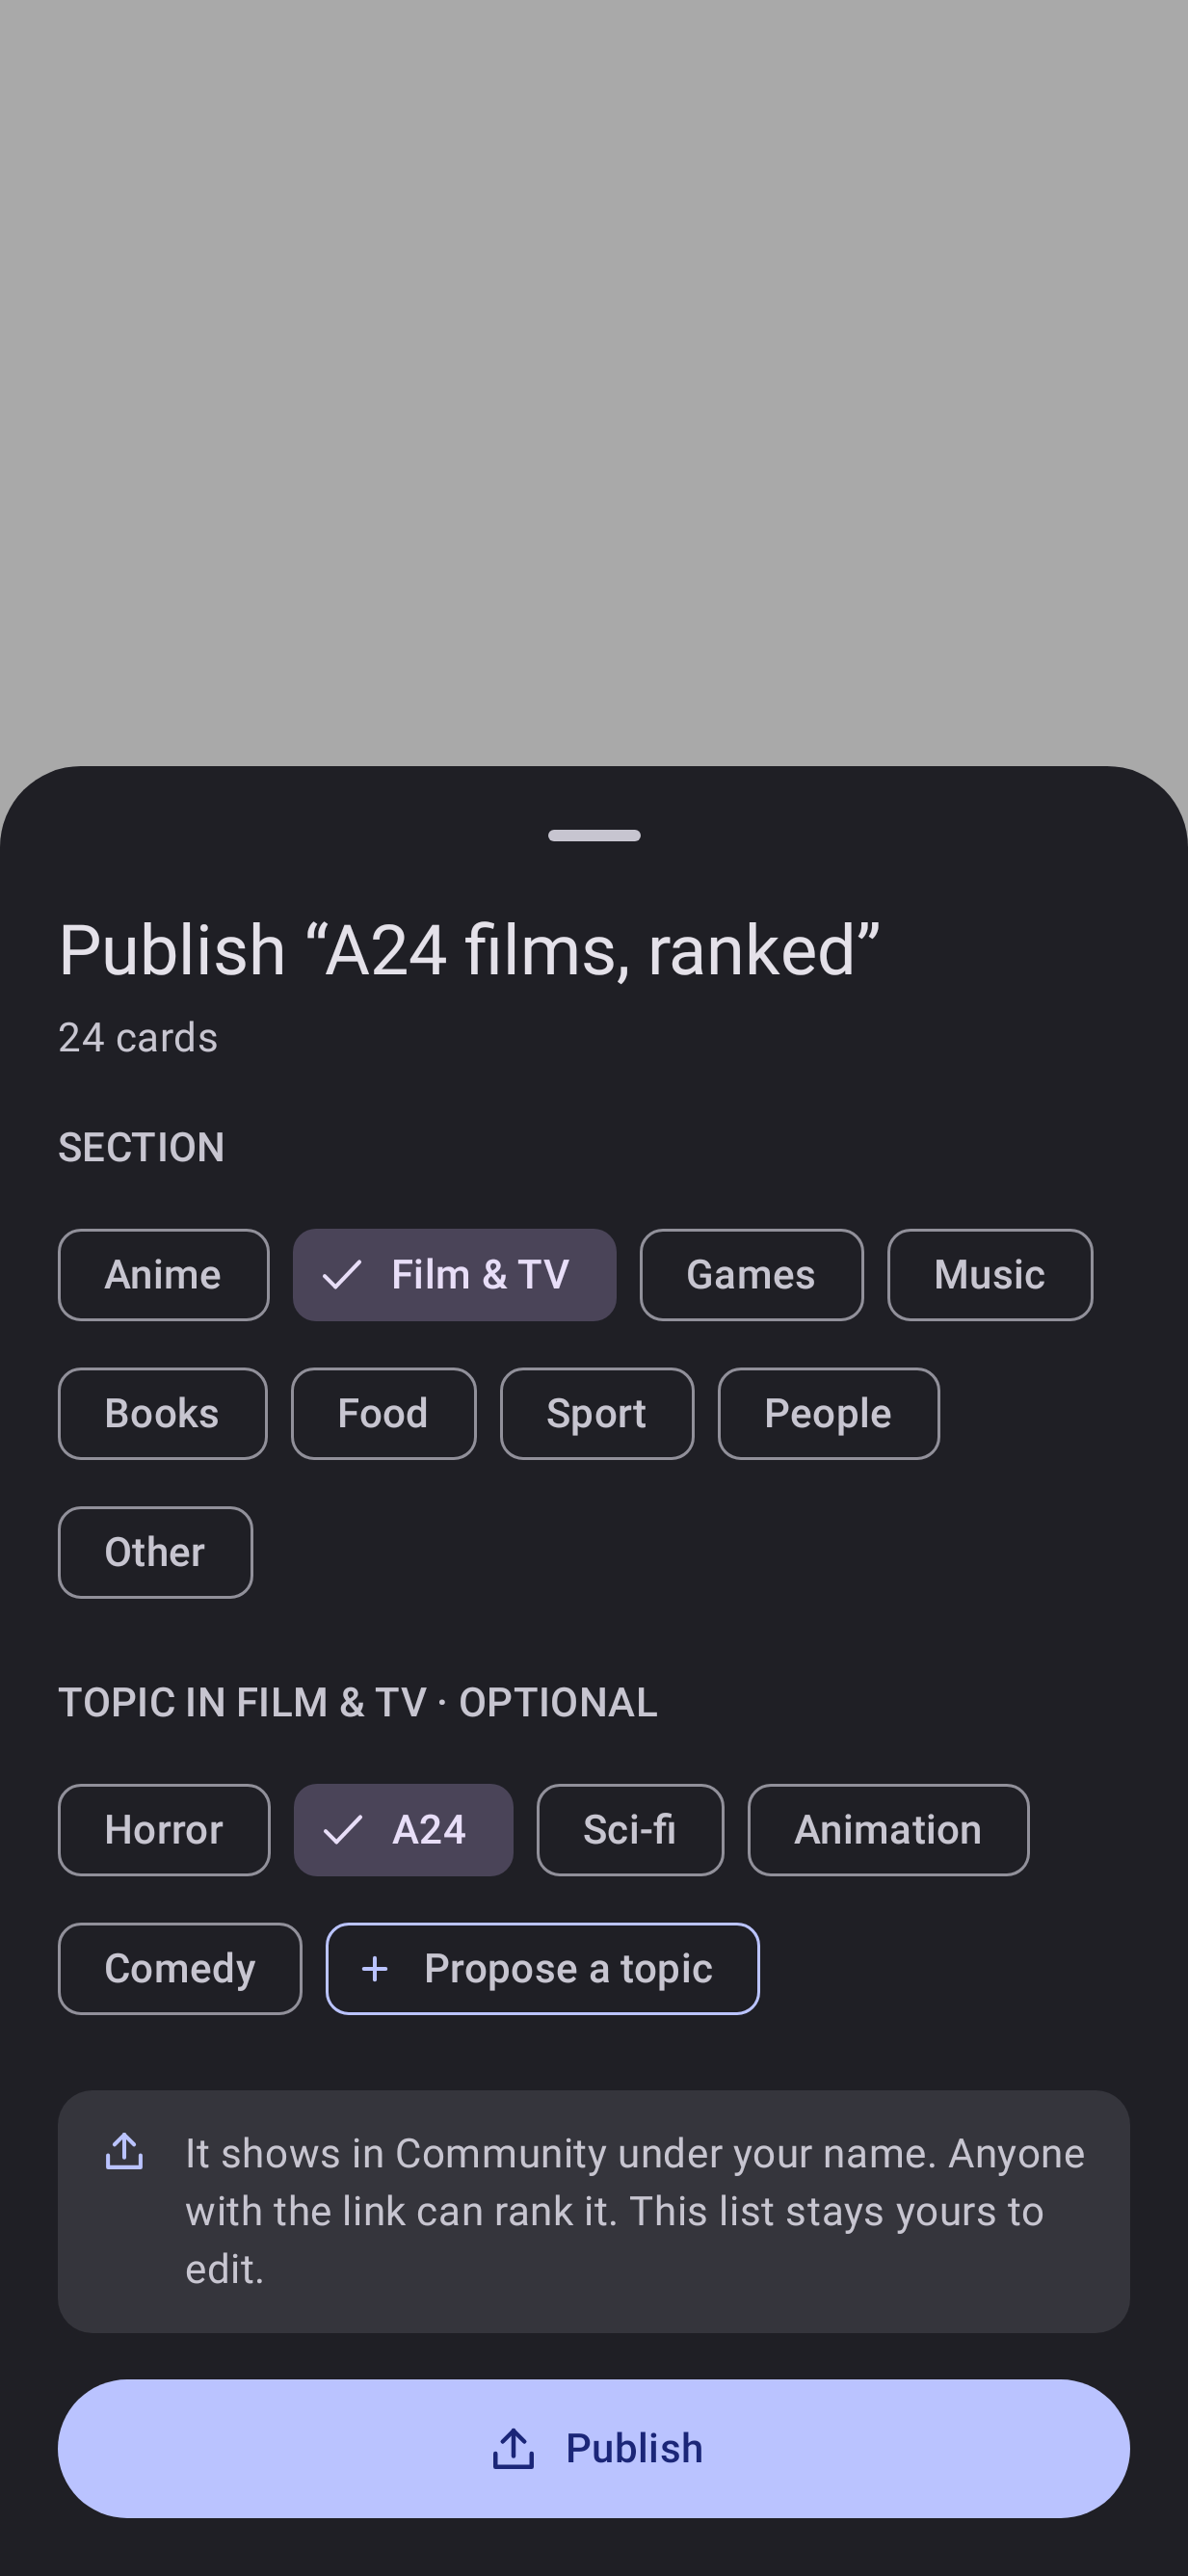 Publish “A24 films, ranked”
24 cards
SECTION
Anime
Film & TV
Games
Music
Books
Food
Sport
People
Other
TOPIC IN FILM & TV · OPTIONAL
Horror
A24
Sci-fi
Animation
Comedy
+ Propose a topic
It shows in Community under your name. Anyone
with the link can rank it. This list stays yours to
edit.
Publish